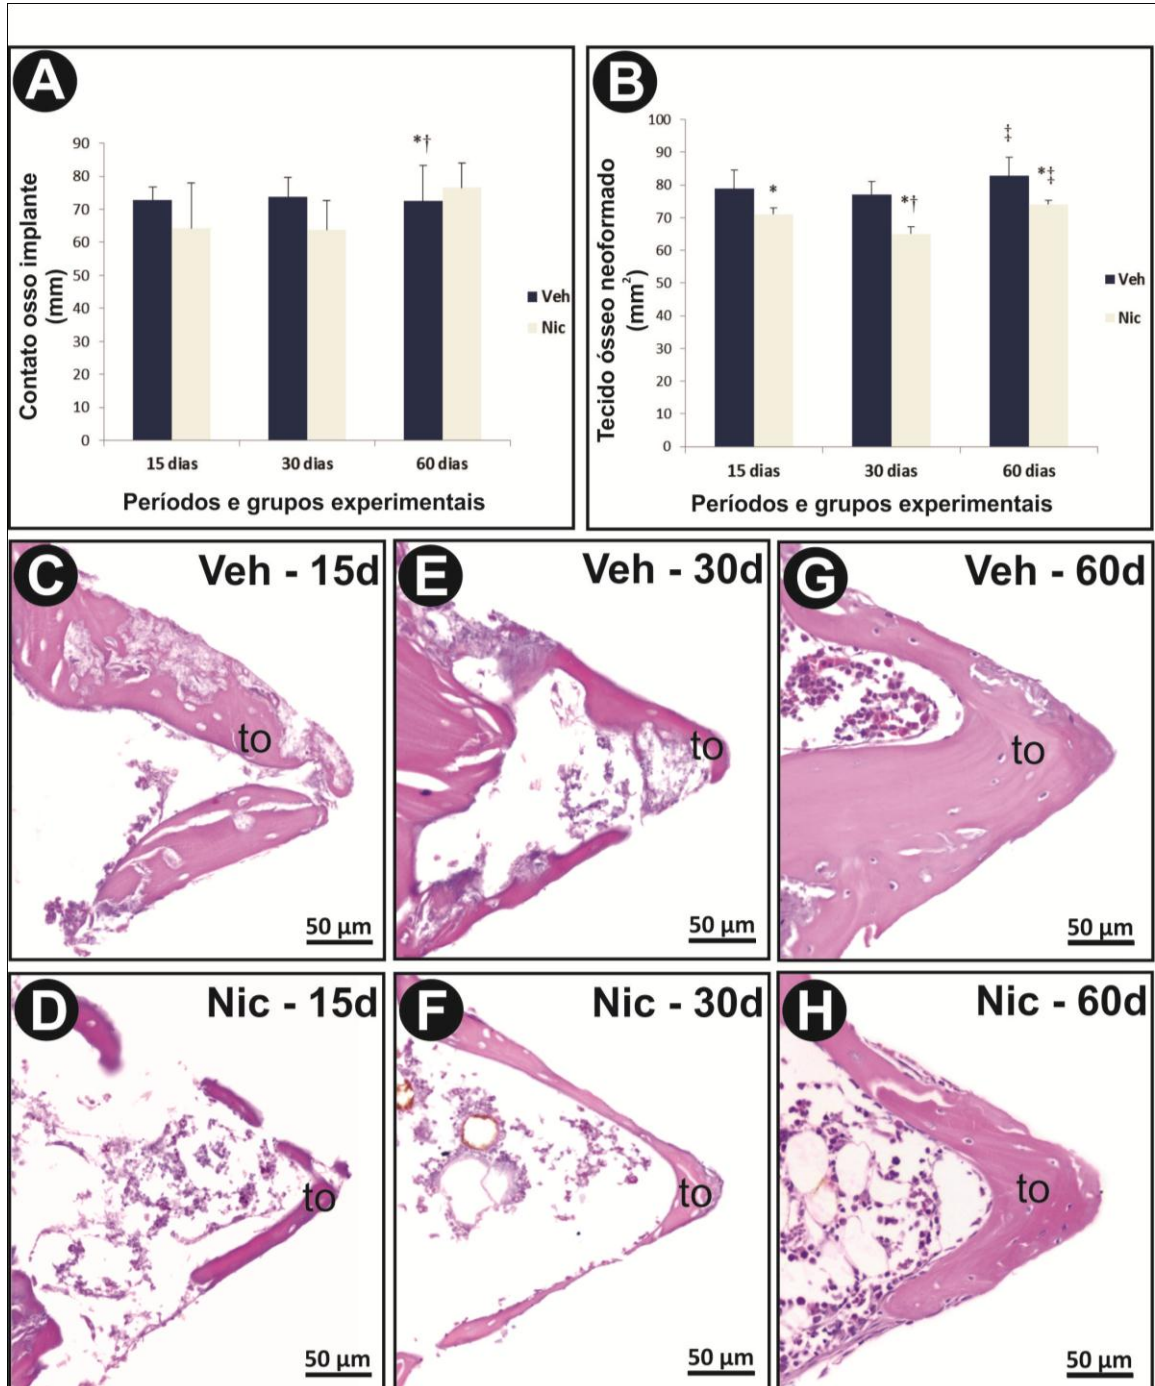 A
90
80
70
60
50
40
30
20
10
0
Contato osso implante
(mm)
*†
15 dias 30 dias 60 dias
Períodos e grupos experimentais
Veh
Nic
B
100
90
80
70
60
50
40
30
20
10
0
Tecido ósseo neoformado
(mm²)
*
*†
‡
*‡
15 dias 30 dias 60 dias
Períodos e grupos experimentais
Veh
Nic
C
Veh - 15d
to
50 µm
E
Veh - 30d
to
50 µm
G
Veh - 60d
to
50 µm
D
Nic - 15d
to
50 µm
F
Nic - 30d
to
50 µm
H
Nic - 60d
to
50 µm